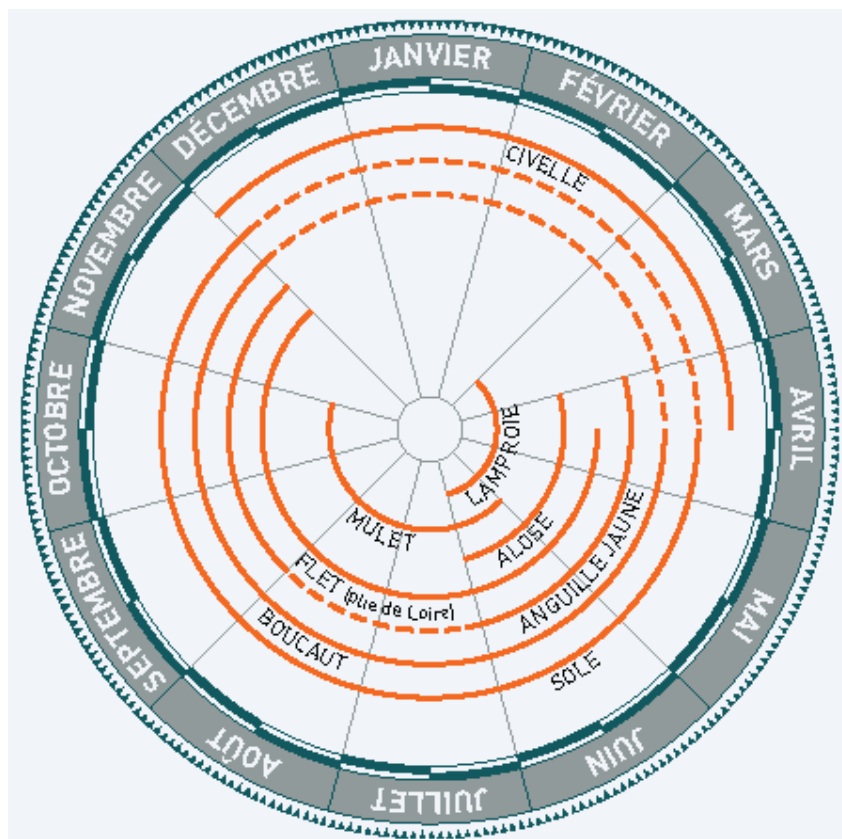 JANVIER
FÉVRIER
MARS
AVRIL
MAI
JUIN
JUILLET
AOÛT
SEPTEMBRE
OCTOBRE
NOVEMBRE
DÉCEMBRE
CIVELLE
LAMPROIE
ALOSE
MULET
FLET (plie de Loire)
ANGUILLE JAUNE
BOUCAUT
SOLE